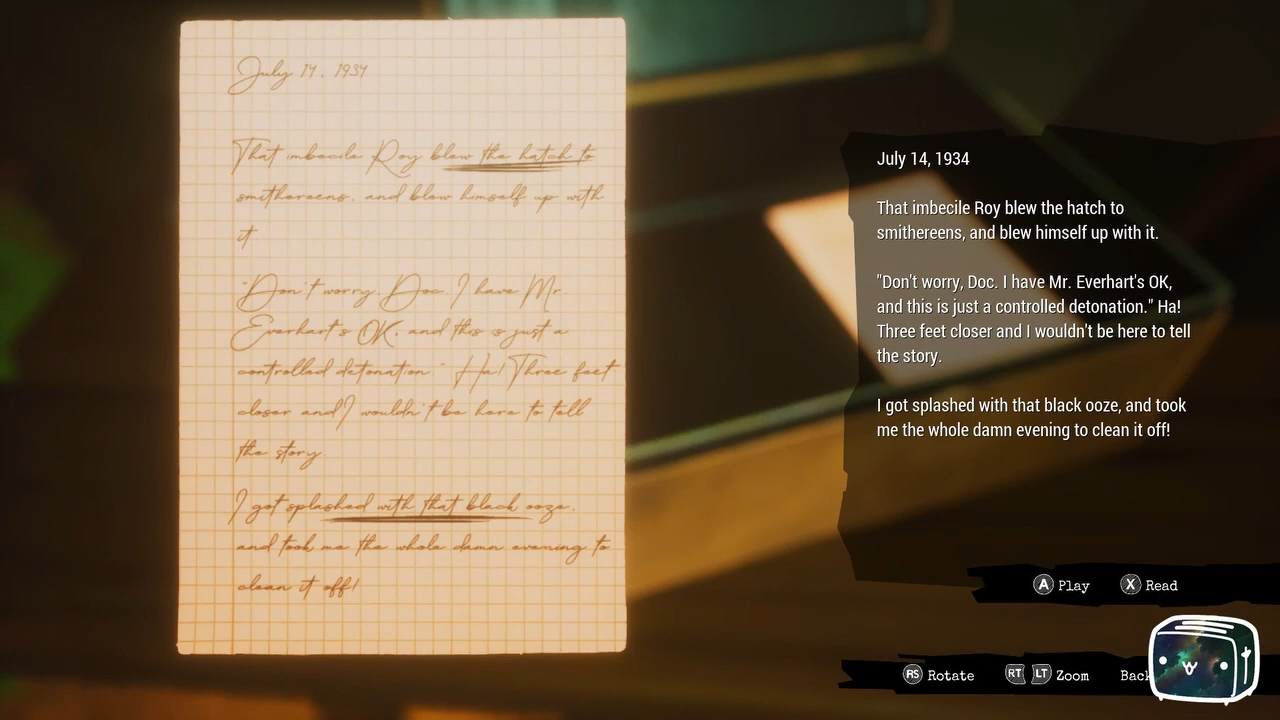 July 14, 1934
That imbecile Roy blew the hatch to
smithereens, and blew himself up with
it.
"Don't worry, Doc. I have Mr.
Everhart's OK, and this is just a
controlled detonation." Ha! Three feet
closer and I wouldn't be here to tell
the story.
I got splashed with that black ooze,
and took me the whole damn evening to
clean it off!
July 14, 1934
That imbecile Roy blew the hatch to
smithereens, and blew himself up with it.
"Don't worry, Doc. I have Mr. Everhart's OK,
and this is just a controlled detonation." Ha!
Three feet closer and I wouldn't be here to tell
the story.
I got splashed with that black ooze, and took
me the whole damn evening to clean it off!
A Play X Read
RS Rotate RT LT Zoom Back